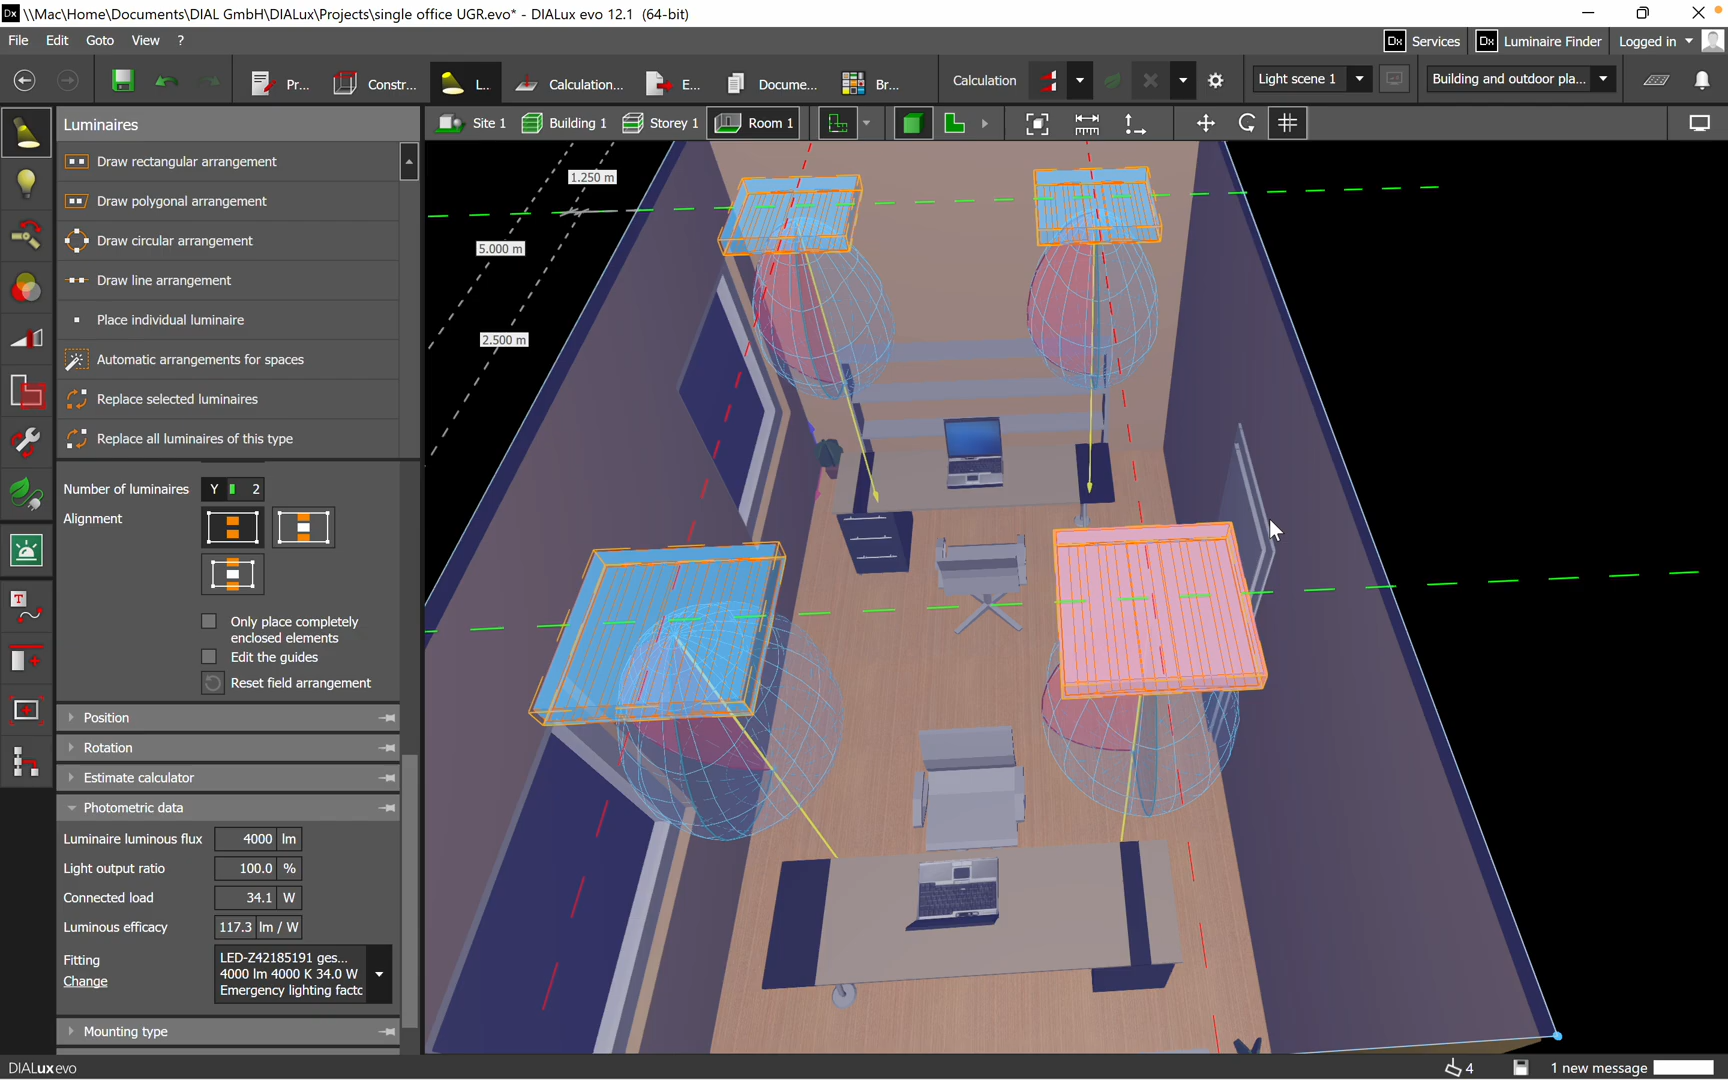 Dx \\Mac\Home\Documents\DIAL GmbH\DIALux\Projects\single office UGR.evo* - DIALux evo 12.1 (64-bit)
File Edit Goto View ?
Dx Services Dx Luminaire Finder Logged in
Pr... Constr... L... Calculation... E... Docume... Br... Calculation Light scene 1 Building and outdoor pla...
Luminaires
Site 1 Building 1 Storey 1 Room 1
Draw rectangular arrangement
Draw polygonal arrangement
Draw circular arrangement
Draw line arrangement
Place individual luminaire
Automatic arrangements for spaces
Replace selected luminaires
Replace all luminaires of this type
1.250 m
5.000 m
2.500 m
Number of luminaires Y 2
Alignment
Only place completely
enclosed elements
Edit the guides
Reset field arrangement
T
Position
Rotation
Estimate calculator
Photometric data
Luminaire luminous flux 4000 lm
Light output ratio 100.0 %
Connected load 34.1 W
Luminous efficacy 117.3 lm / W
Fitting
Change
LED-Z42185191 ges...
4000 lm 4000 K 34.0 W
Emergency lighting factc
Mounting type
DIALux evo
4
1 new message